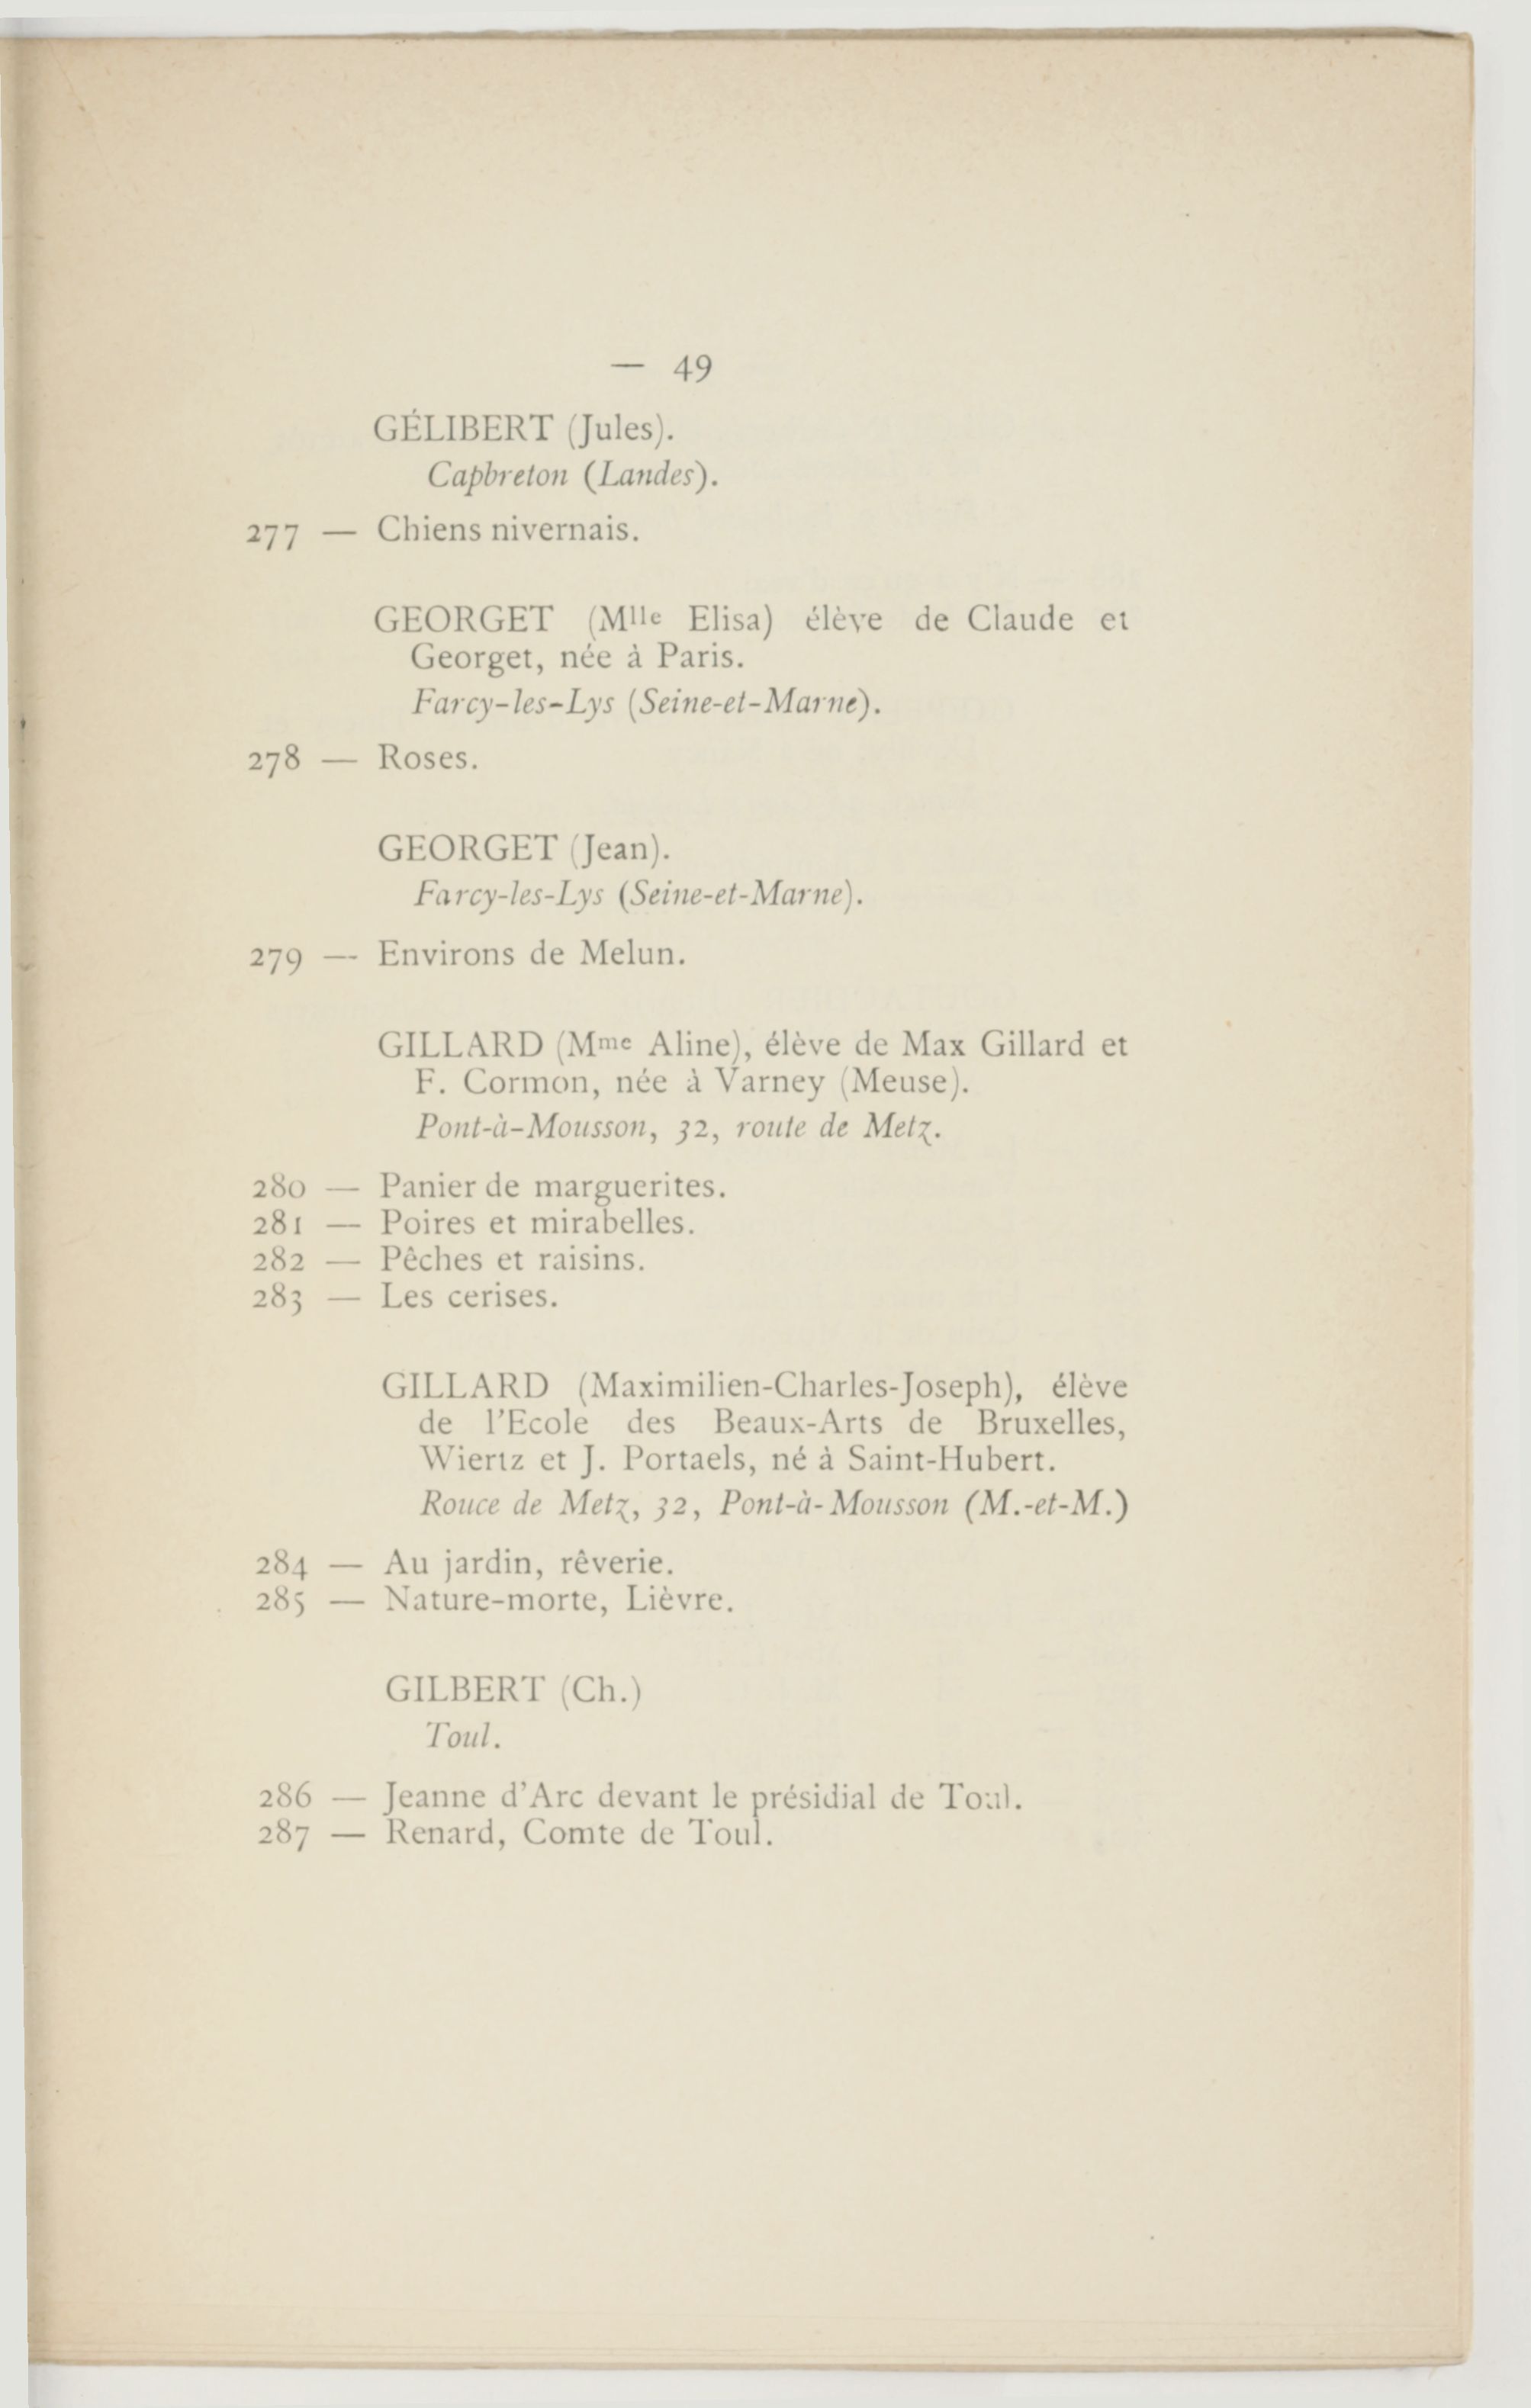 — 49
GÉLIBERT (Jules).
Capbreton (Landes).
277 — Chiens nivernais.
GEORGET (Mlle Elisa) élève de Claude et
Georget, née à Paris.
Farcy-les-Lys (Seine-et-Marne).
278 — Roses.
GEORGET (Jean).
Farcy-les-Lys (Seine-et-Marne).
279 — Environs de Melun.
GILLARD (Mme Aline), élève de Max Gillard et
F. Cormon, née à Varney (Meuse).
Pont-à-Mousson, 32, route de Metz.
280 — Panier de marguerites.
281 — Poires et mirabelles.
282 — Pêches et raisins.
283 — Les cerises.
GILLARD (Maximilien-Charles-Joseph), élève
de l'Ecole des Beaux-Arts de Bruxelles,
Wiertz et J. Portaels, né à Saint-Hubert.
Rouce de Metz, 32, Pont-à-Mousson (M.-et-M.)
284 — Au jardin, rêverie.
285 — Nature-morte, Lièvre.
GILBERT (Ch.)
Toul.
286 — Jeanne d'Arc devant le présidial de Toul.
287 — Renard, Comte de Toul.